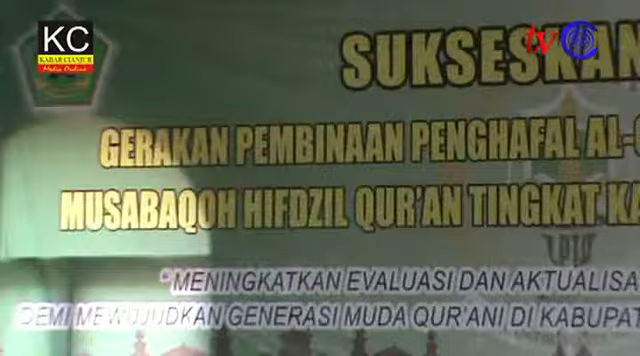 KC
KABAR CIANJUR
Media Online
tv
SUKSESKAN
GERAKAN PEMBINAAN PENGHAFAL AL-
MUSABAQOH HIFDZIL QUR'AN TINGKAT KA
"MENINGKATKAN EVALUASI DAN AKTUALISA
DEMI MEWUJUDKAN GENERASI MUDA QUR'ANI DI KABUPAT